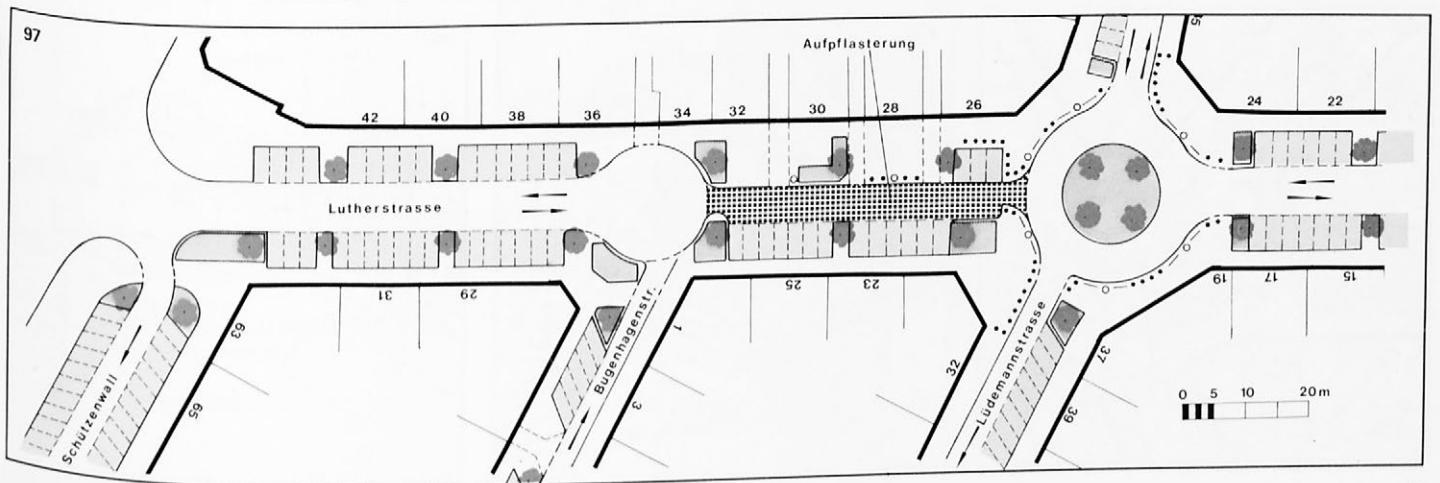 97
Aufpflasterung
42 40 38 36 34 32 30 28 26
24 22
Lutherstrasse
31 29
25 23
19 17 15
63
65
Schützenwall
Bugenhagenstr.
1
3
32
Lüdemannstrasse
37
39
0 5 10 20 m